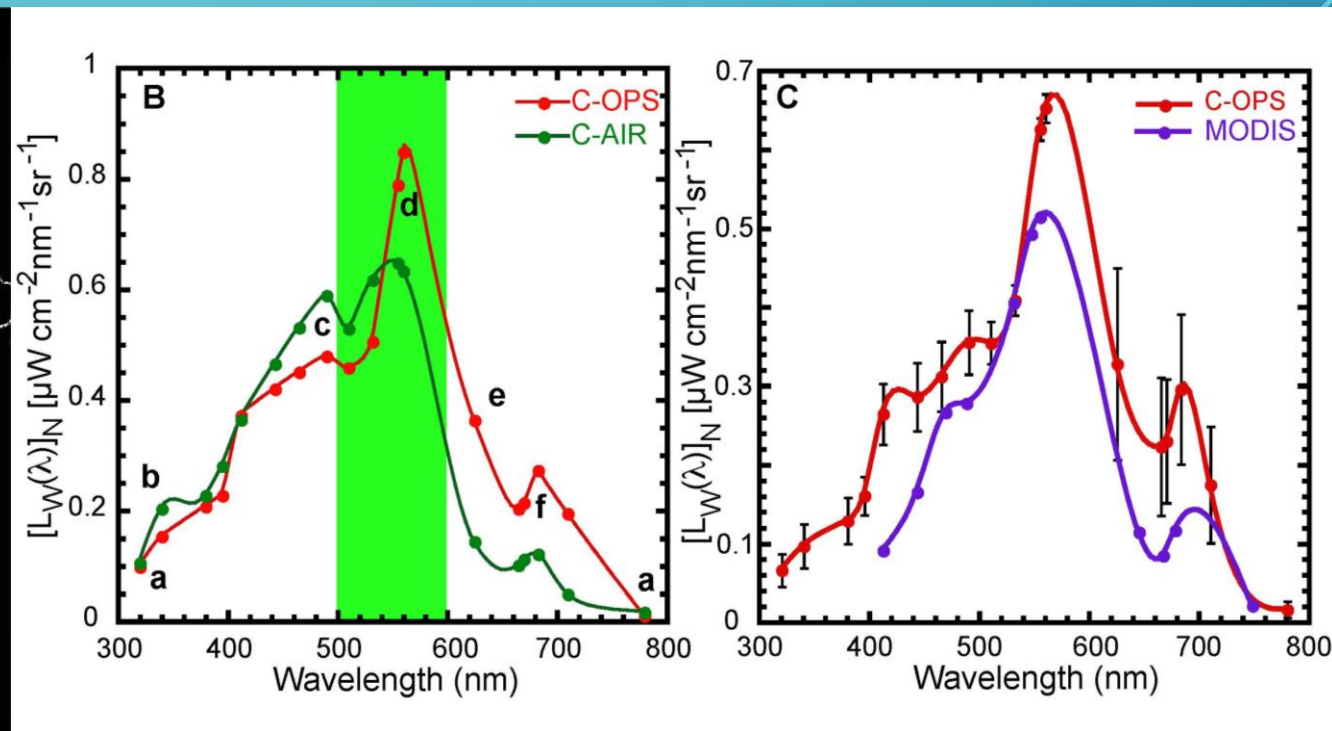 B
C-OPS
C-AIR
[L_W(λ)]_N [µW cm⁻²nm⁻¹sr⁻¹]
1
0.8
0.6
0.4
0.2
0
a
b
c
d
e
f
a
300 400 500 600 700 800
Wavelength (nm)
C
C-OPS
MODIS
[L_W(λ)]_N [µW cm⁻²nm⁻¹sr⁻¹]
0.7
0.5
0.3
0.1
0
300 400 500 600 700 800
Wavelength (nm)